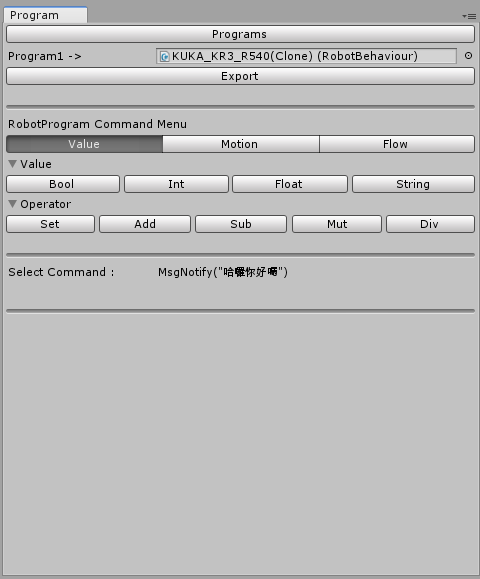 Program
Programs
Program1 -> KUKA_KR3_R540(Clone) (RobotBehaviour)
Export
RobotProgram Command Menu
Value Motion Flow
Value
Bool Int Float String
Operator
Set Add Sub Mut Div
Select Command : MsgNotify("哈囉你好喔")